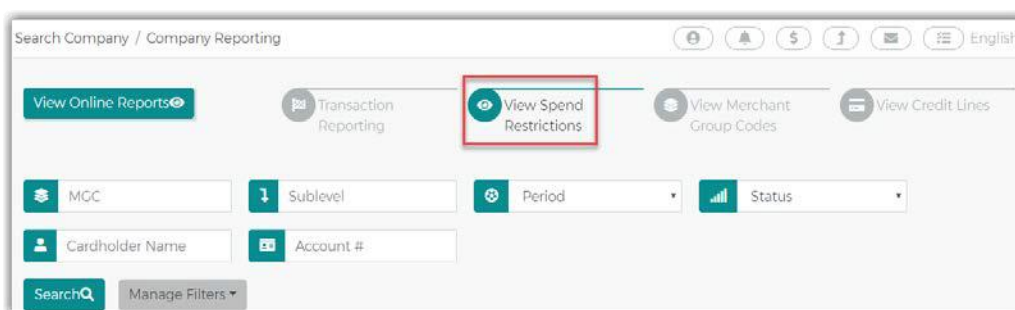 Search Company / Company Reporting
English
View Online Reports
Transaction Reporting
View Spend Restrictions
View Merchant Group Codes
View Credit Lines
MGC
Sublevel
Period
Status
Cardholder Name
Account #
Search
Manage Filters